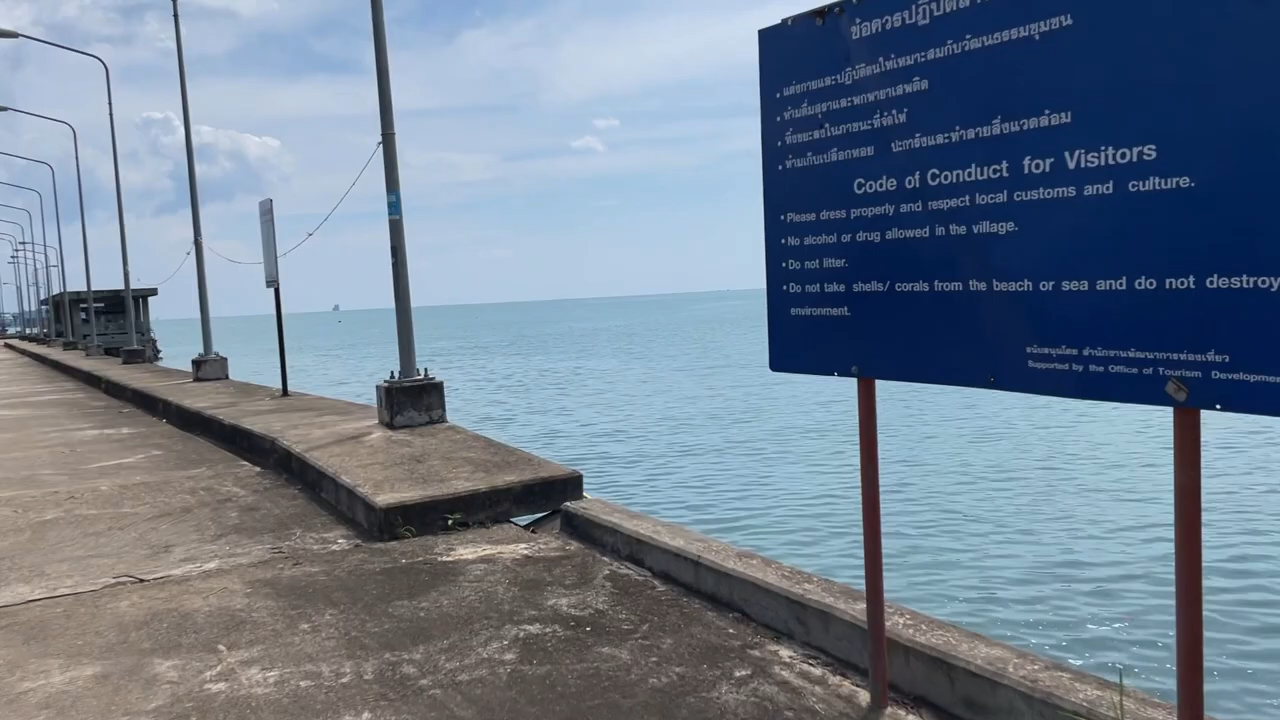 ข้อควรปฏิบัติ
• แต่งกายและปฏิบัติตนให้เหมาะสมกับวัฒนธรรมชุมชน
• ห้ามดื่มสุราและพกพายาเสพติด
• ทิ้งขยะลงในภาชนะที่จัดให้
• ห้ามเก็บเปลือกหอย ปะการังและทำลายสิ่งแวดล้อม
Code of Conduct for Visitors
• Please dress properly and respect local customs and culture.
• No alcohol or drug allowed in the village.
• Do not litter.
• Do not take shells/ corals from the beach or sea and do not destroy
environment.
สนับสนุนโดย สำนักงานพัฒนาการท่องเที่ยว
Supported by the Office of Tourism Developmen